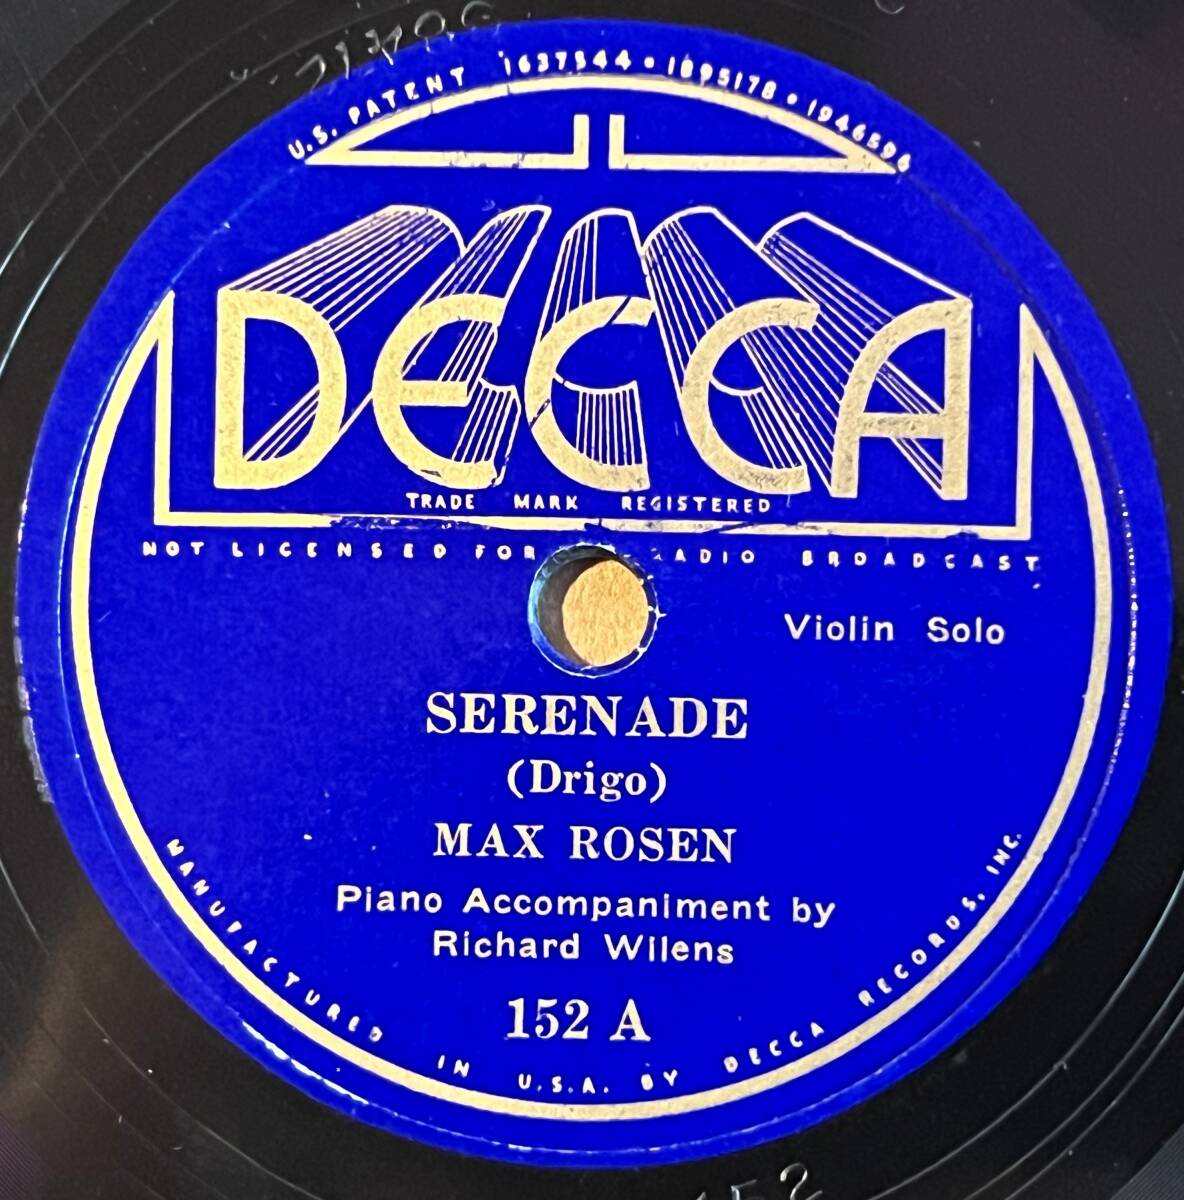 U.S. PATENT 1637544 • 1895178 • 1946596
DECCA
TRADE MARK REGISTERED
NOT LICENSED FOR RADIO BROADCAST
Violin Solo
SERENADE
(Drigo)
MAX ROSEN
Piano Accompaniment by
Richard Wilens
152 A
MANUFACTURED IN U.S.A. BY DECCA RECORDS, INC.